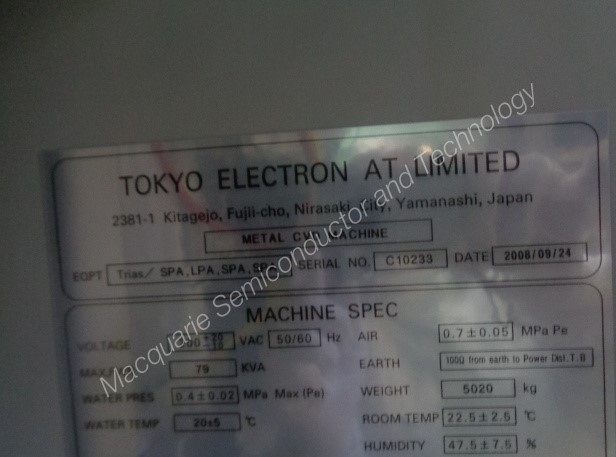 TOKYO ELECTRON AT LIMITED
2381-1 Kitagejo, Fujii-cho, Nirasaki City, Yamanashi, Japan
METAL CVD MACHINE
EQPT Trias/ SPA,LPA,SPA,SPA SERIAL NO. C10233 DATE 2008/09/24
MACHINE SPEC
VOLTAGE VAC 50/60 Hz AIR 0.7±0.05 MPa Pe
79 KVA EARTH 100Ω from earth to Power Dist.T.B
WATER PRES 0.4±0.02 MPa Max (Pe) WEIGHT 5020 kg
WATER TEMP 20±5 ℃ ROOM TEMP 22.5±2.5 ℃
HUMIDITY 47.5±7.5 %
Macquarie Semiconductor and Technology